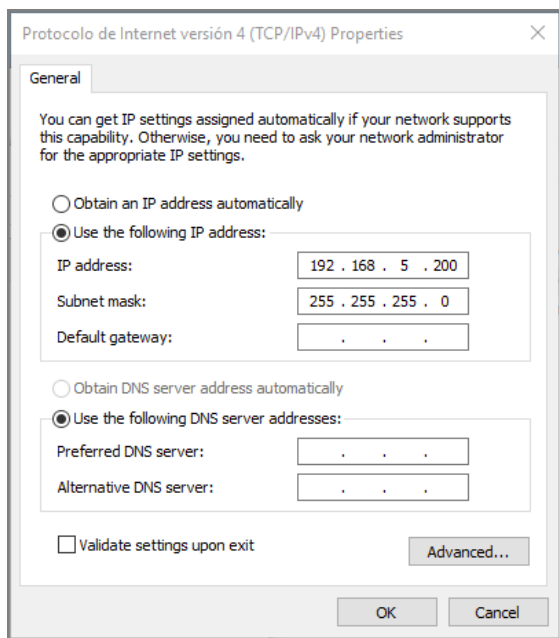 Protocolo de Internet versión 4 (TCP/IPv4) Properties
General
You can get IP settings assigned automatically if your network supports
this capability. Otherwise, you need to ask your network administrator
for the appropriate IP settings.
Obtain an IP address automatically
Use the following IP address:
IP address: 192 . 168 . 5 . 200
Subnet mask: 255 . 255 . 255 . 0
Default gateway: . . .
Obtain DNS server address automatically
Use the following DNS server addresses:
Preferred DNS server: . . .
Alternative DNS server: . . .
Validate settings upon exit
Advanced...
OK Cancel